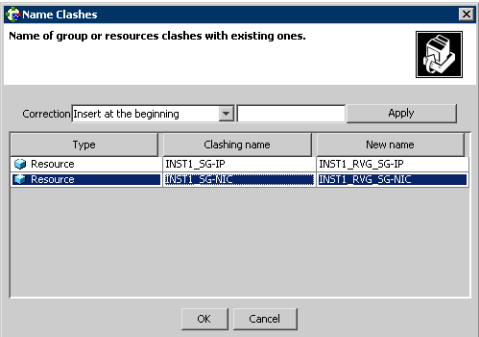 Name Clashes
Name of group or resources clashes with existing ones.
Correction Insert at the beginning Apply
Type Clashing name New name
Resource INST1_SG-IP INST1_RVG_SG-IP
Resource INST1_SG-NIC INST1_RVG_SG-NIC
OK Cancel